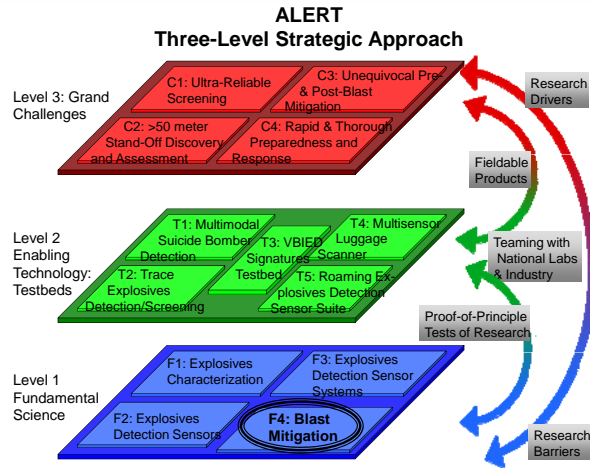 ALERT
Three-Level Strategic Approach
Level 3: Grand
Challenges
C1: Ultra-Reliable
Screening
C3: Unequivocal Pre-
& Post-Blast
Mitigation
C2: >50 meter
Stand-Off Discovery
and Assessment
C4: Rapid & Thorough
Preparedness and
Response
Research
Drivers
Fieldable
Products
Level 2
Enabling
Technology:
Testbeds
T1: Multimodal
Suicide Bomber
Detection
T3: VBIED
Signatures
Testbed
T4: Multisensor
Luggage
Scanner
T2: Trace
Explosives
Detection/Screening
T5: Roaming Ex-
plosives Detection
Sensor Suite
Teaming with
National Labs
& Industry
Proof-of-Principle
Tests of Research
Level 1
Fundamental
Science
F1: Explosives
Characterization
F3: Explosives
Detection Sensor
Systems
F2: Explosives
Detection Sensors
F4: Blast
Mitigation
Research
Barriers